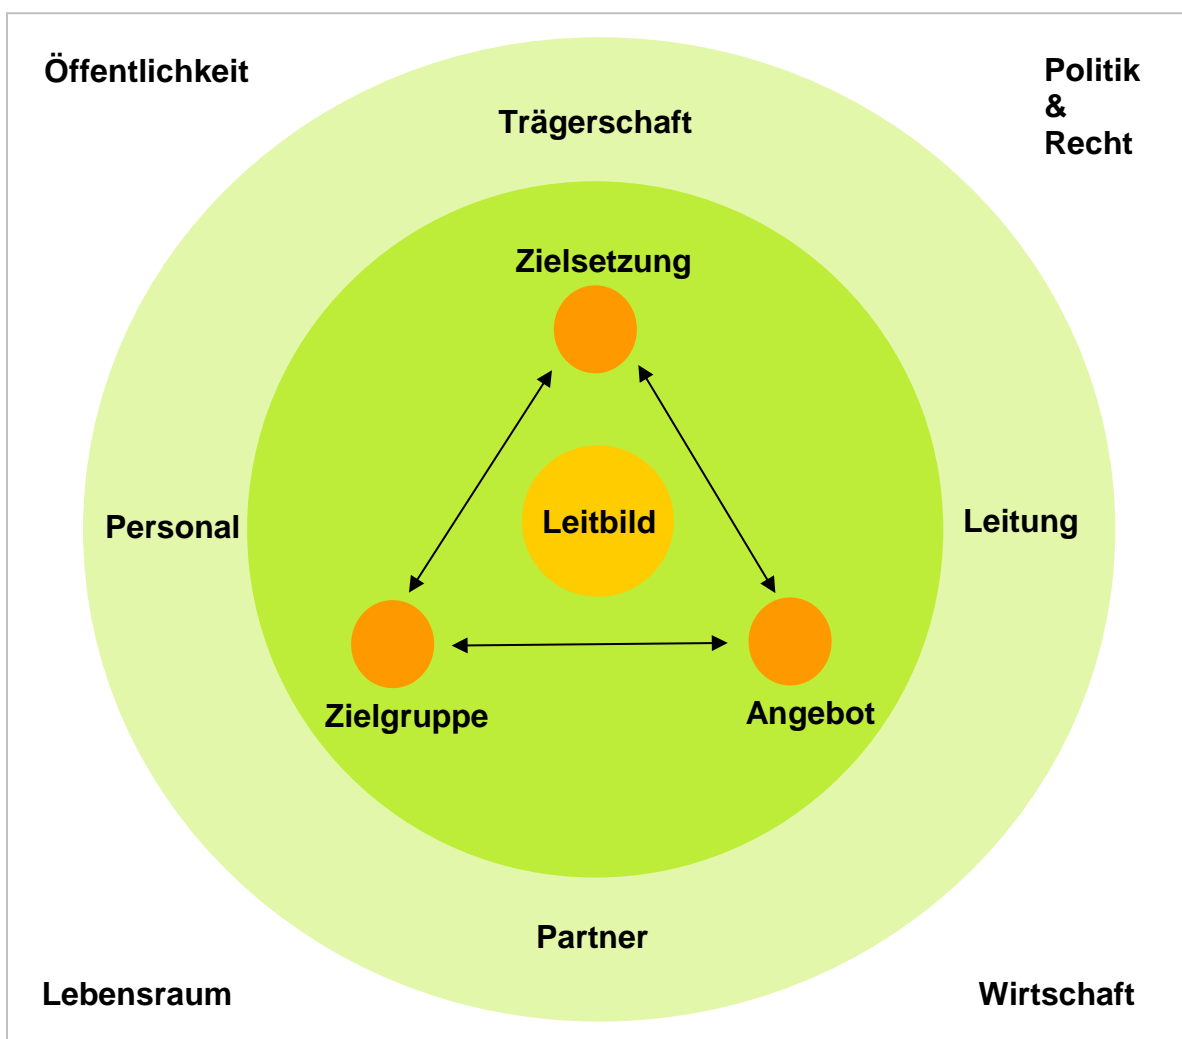 Öffentlichkeit
Politik
&
Recht
Trägerschaft
Zielsetzung
Personal
Leitbild
Leitung
Zielgruppe
Angebot
Partner
Lebensraum
Wirtschaft